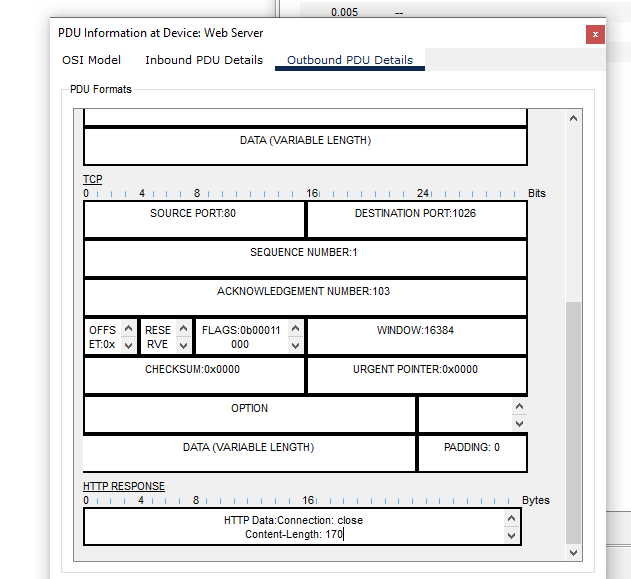 0.005 --
PDU Information at Device: Web Server x
OSI Model Inbound PDU Details Outbound PDU Details
PDU Formats
DATA (VARIABLE LENGTH)
TCP
0 4 8 16 24 Bits
SOURCE PORT:80 DESTINATION PORT:1026
SEQUENCE NUMBER:1
ACKNOWLEDGEMENT NUMBER:103
OFFS RESE FLAGS:0b00011 WINDOW:16384
ET:0x RVE 000
CHECKSUM:0x0000 URGENT POINTER:0x0000
OPTION
DATA (VARIABLE LENGTH) PADDING: 0
HTTP RESPONSE
0 4 8 16 Bytes
HTTP Data:Connection: close
Content-Length: 170